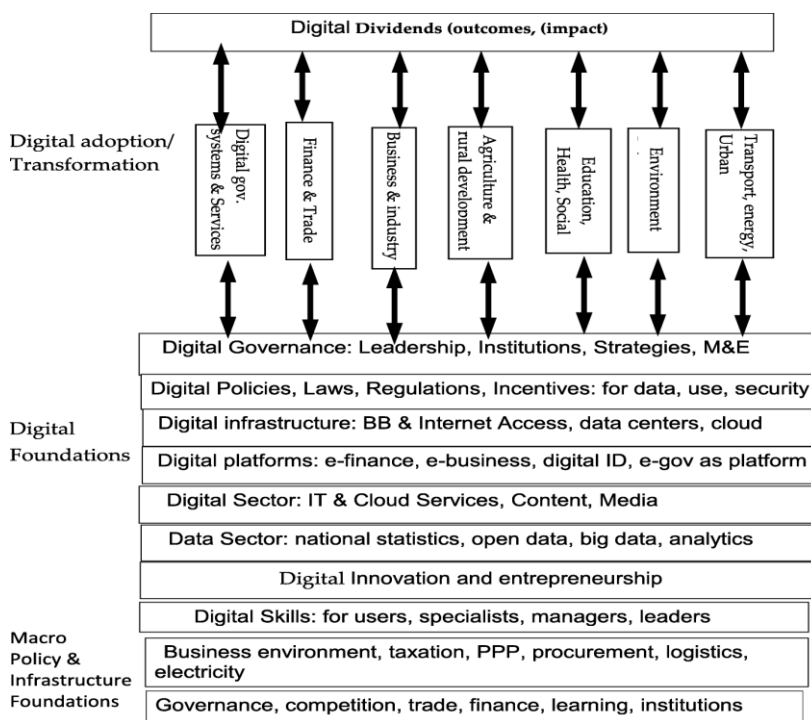 Digital Dividends (outcomes, (impact)
Digital adoption/
Transformation
Digital gov.
systems & Services
Finance & Trade
Business & industry
Agriculture &
rural development
Education,
Health, Social
Environment
Transport, energy,
Urban
Digital Governance: Leadership, Institutions, Strategies, M&E
Digital Policies, Laws, Regulations, Incentives: for data, use, security
Digital
Foundations
Digital infrastructure: BB & Internet Access, data centers, cloud
Digital platforms: e-finance, e-business, digital ID, e-gov as platform
Digital Sector: IT & Cloud Services, Content, Media
Data Sector: national statistics, open data, big data, analytics
Digital Innovation and entrepreneurship
Digital Skills: for users, specialists, managers, leaders
Macro
Policy &
Infrastructure
Foundations
Business environment, taxation, PPP, procurement, logistics,
electricity
Governance, competition, trade, finance, learning, institutions